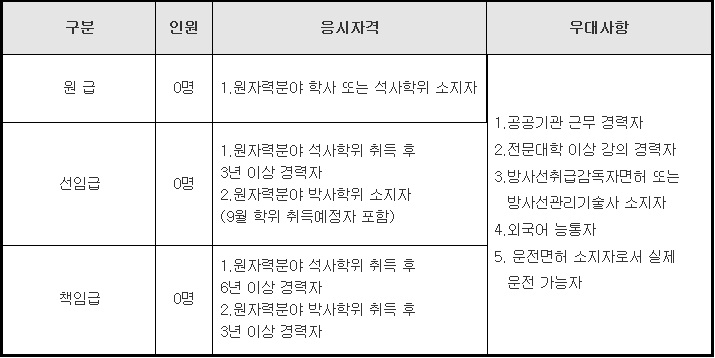 구분 인원 응시자격 우대사항
원 급 0명 1.원자력분야 학사 또는 석사학위 소지자
선임급 0명 1.원자력분야 석사학위 취득 후
3년 이상 경력자
2.원자력분야 박사학위 소지자
(9월 학위 취득예정자 포함)
책임급 0명 1.원자력분야 석사학위 취득 후
6년 이상 경력자
2.원자력분야 박사학위 취득 후
3년 이상 경력자
1.공공기관 근무 경력자
2.전문대학 이상 강의 경력자
3.방사선취급감독자면허 또는
방사선관리기술사 소지자
4.외국어 능통자
5. 운전면허 소지자로서 실제
운전 가능자